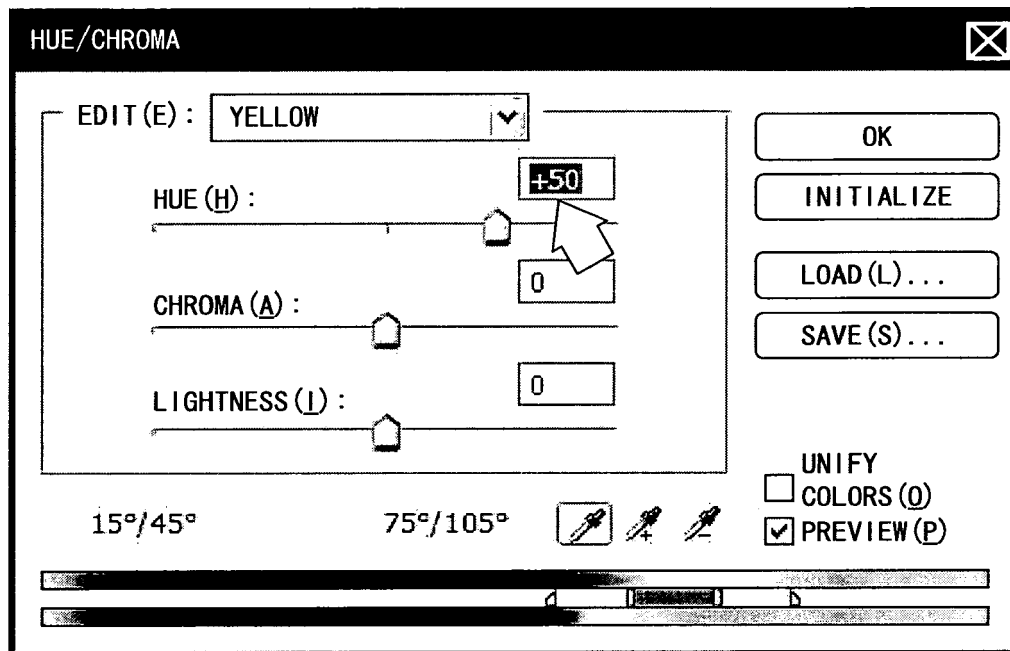 HUE/CHROMA
EDIT(E): YELLOW
HUE(H): +50
CHROMA(A): 0
LIGHTNESS(I): 0
OK
INITIALIZE
LOAD(L)...
SAVE(S)...
UNIFY
COLORS(O)
PREVIEW(P)
15°/45° 75°/105°